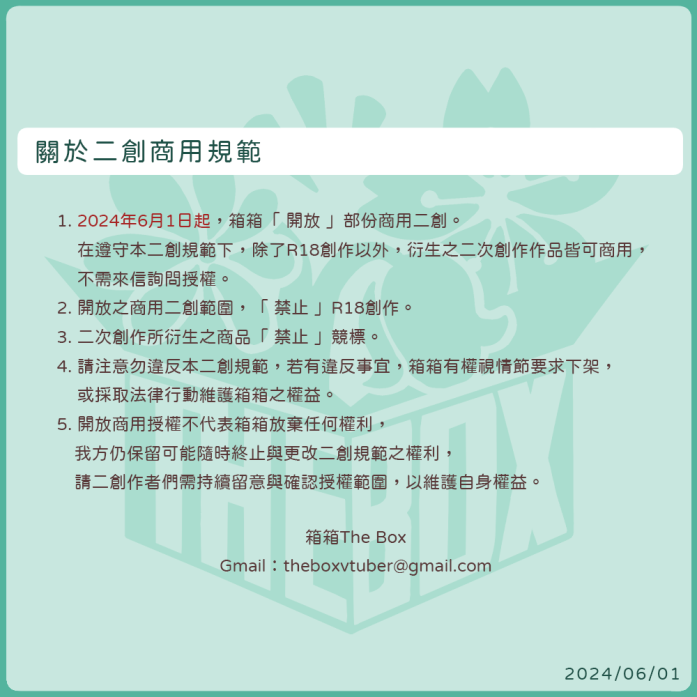 關於二創商用規範
1. 2024年6月1日起，箱箱「 開放 」部份商用二創。
在遵守本二創規範下，除了R18創作以外，衍生之二次創作作品皆可商用，
不需來信詢問授權。
2. 開放之商用二創範圍，「 禁止 」R18創作。
3. 二次創作所衍生之商品「 禁止 」競標。
4. 請注意勿違反本二創規範，若有違反事宜，箱箱有權視情節要求下架，
或採取法律行動維護箱箱之權益。
5. 開放商用授權不代表箱箱放棄任何權利，
我方仍保留可能隨時終止與更改二創規範之權利，
請二創作者們需持續留意與確認授權範圍，以維護自身權益。
箱箱The Box
Gmail：theboxvtuber@gmail.com
THE BOX
2024/06/01